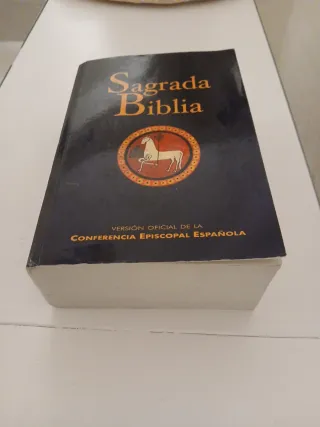 Sagrada
Biblia
VERSIÓN OFICIAL DE LA
CONFERENCIA EPISCOPAL ESPAÑOLA